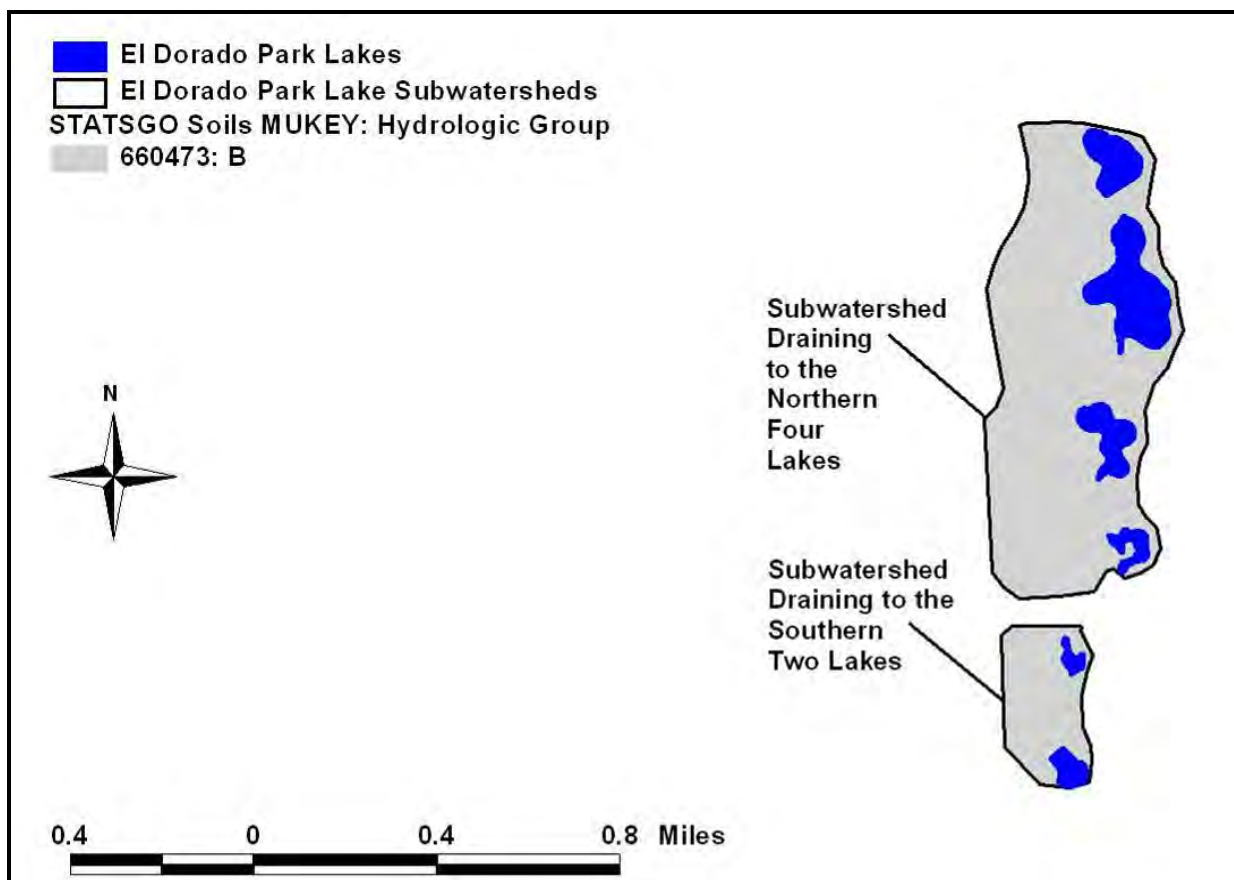 El Dorado Park Lakes
El Dorado Park Lake Subwatersheds
STATSGO Soils MUKEY: Hydrologic Group
660473: B
Subwatershed
Draining
to the
Northern
Four
Lakes
N
Subwatershed
Draining to the
Southern
Two Lakes
0.4 0 0.4 0.8 Miles